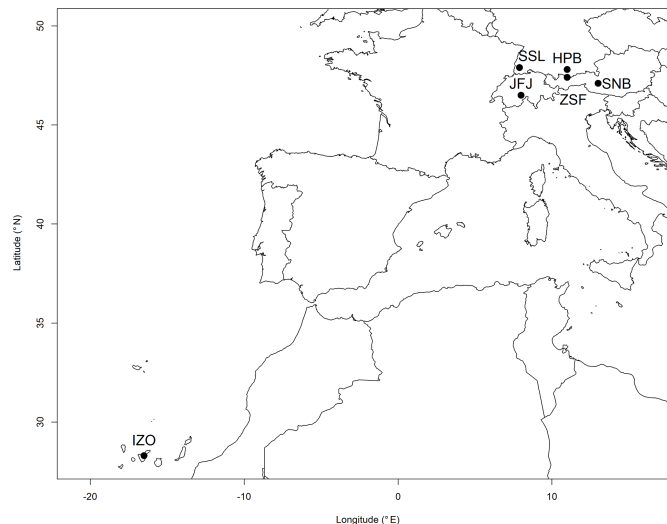 50
SSL
HPB
JFJ
SNB
ZSF
45
Latitude (° N)
40
35
30
IZO
-20
-10
0
10
Longitude (° E)